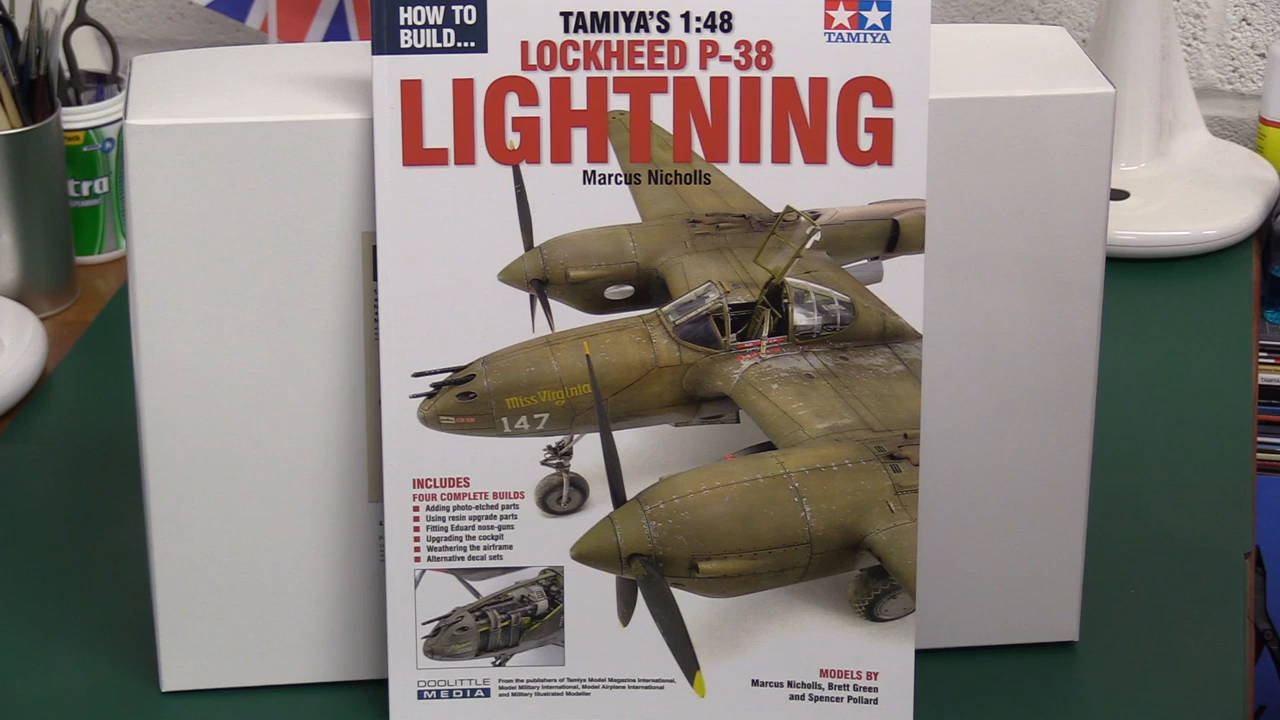 HOW TO
BUILD...
TAMIYA'S 1:48
LOCKHEED P-38
LIGHTNING
Marcus Nicholls
TAMIYA
tra
Miss Virginia
147
INCLUDES
FOUR COMPLETE BUILDS
Adding photo-etched parts
Using resin upgrade parts
Fitting Eduard nose-guns
Upgrading the cockpit
Weathering the airframe
Alternative decal sets
DOOLITTLE
MEDIA
From the publishers of Tamiya Model Magazine International,
Model Military International, Model Airplane International
and Military Illustrated Modeller
MODELS BY
Marcus Nicholls, Brett Green
and Spencer Pollard